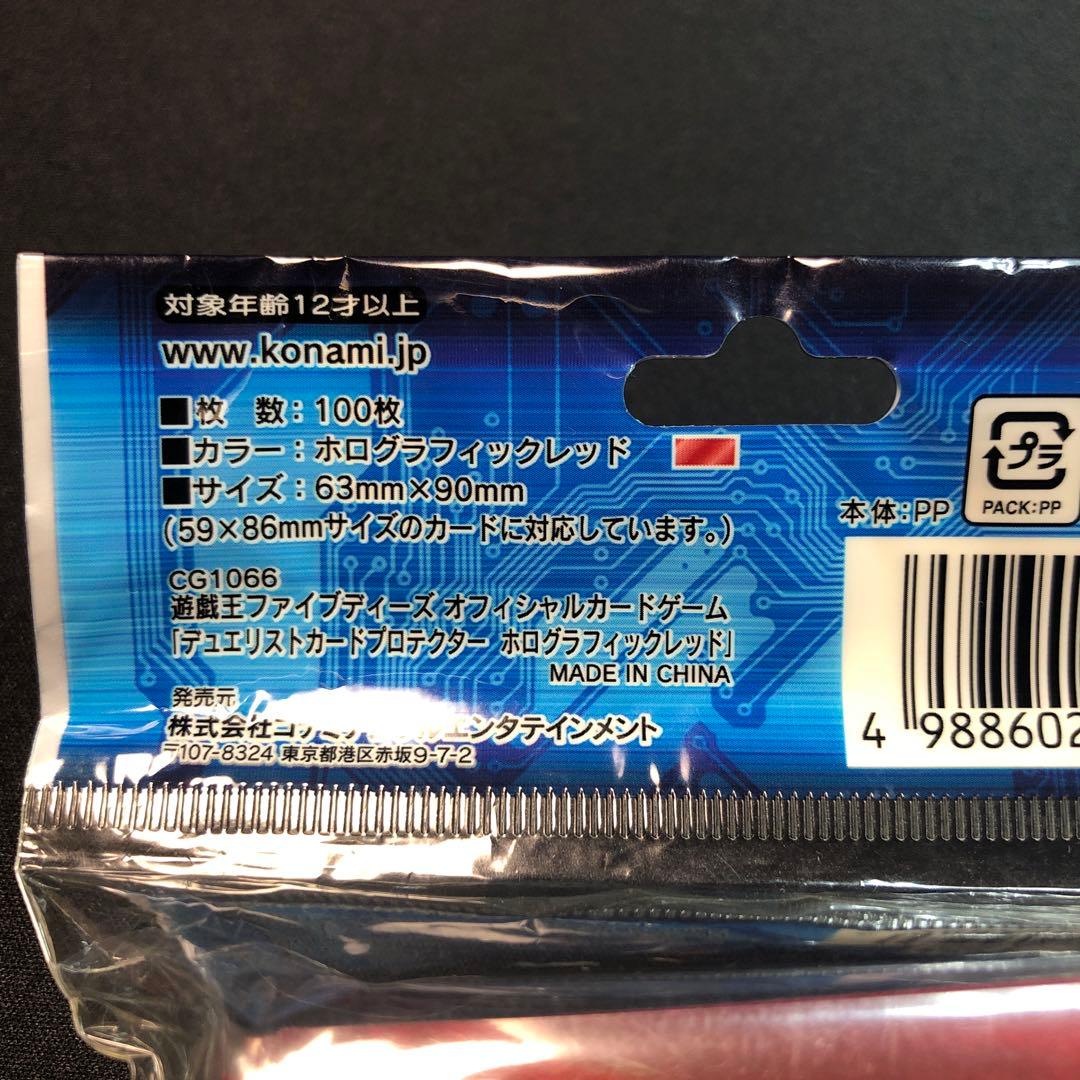 対象年齢12才以上
www.konami.jp
■枚　数：100枚
■カラー：ホログラフィックレッド
■サイズ：63mm×90mm
(59×86mmサイズのカードに対応しています。)
CG1066
遊戯王ファイブディーズ オフィシャルカードゲーム
「デュエリストカードプロテクター ホログラフィックレッド」
MADE IN CHINA
発売元
株式会社コナミデジタルエンタテインメント
〒107-8324 東京都港区赤坂9-7-2
プラ
本体：PP
PACK:PP
4 988602